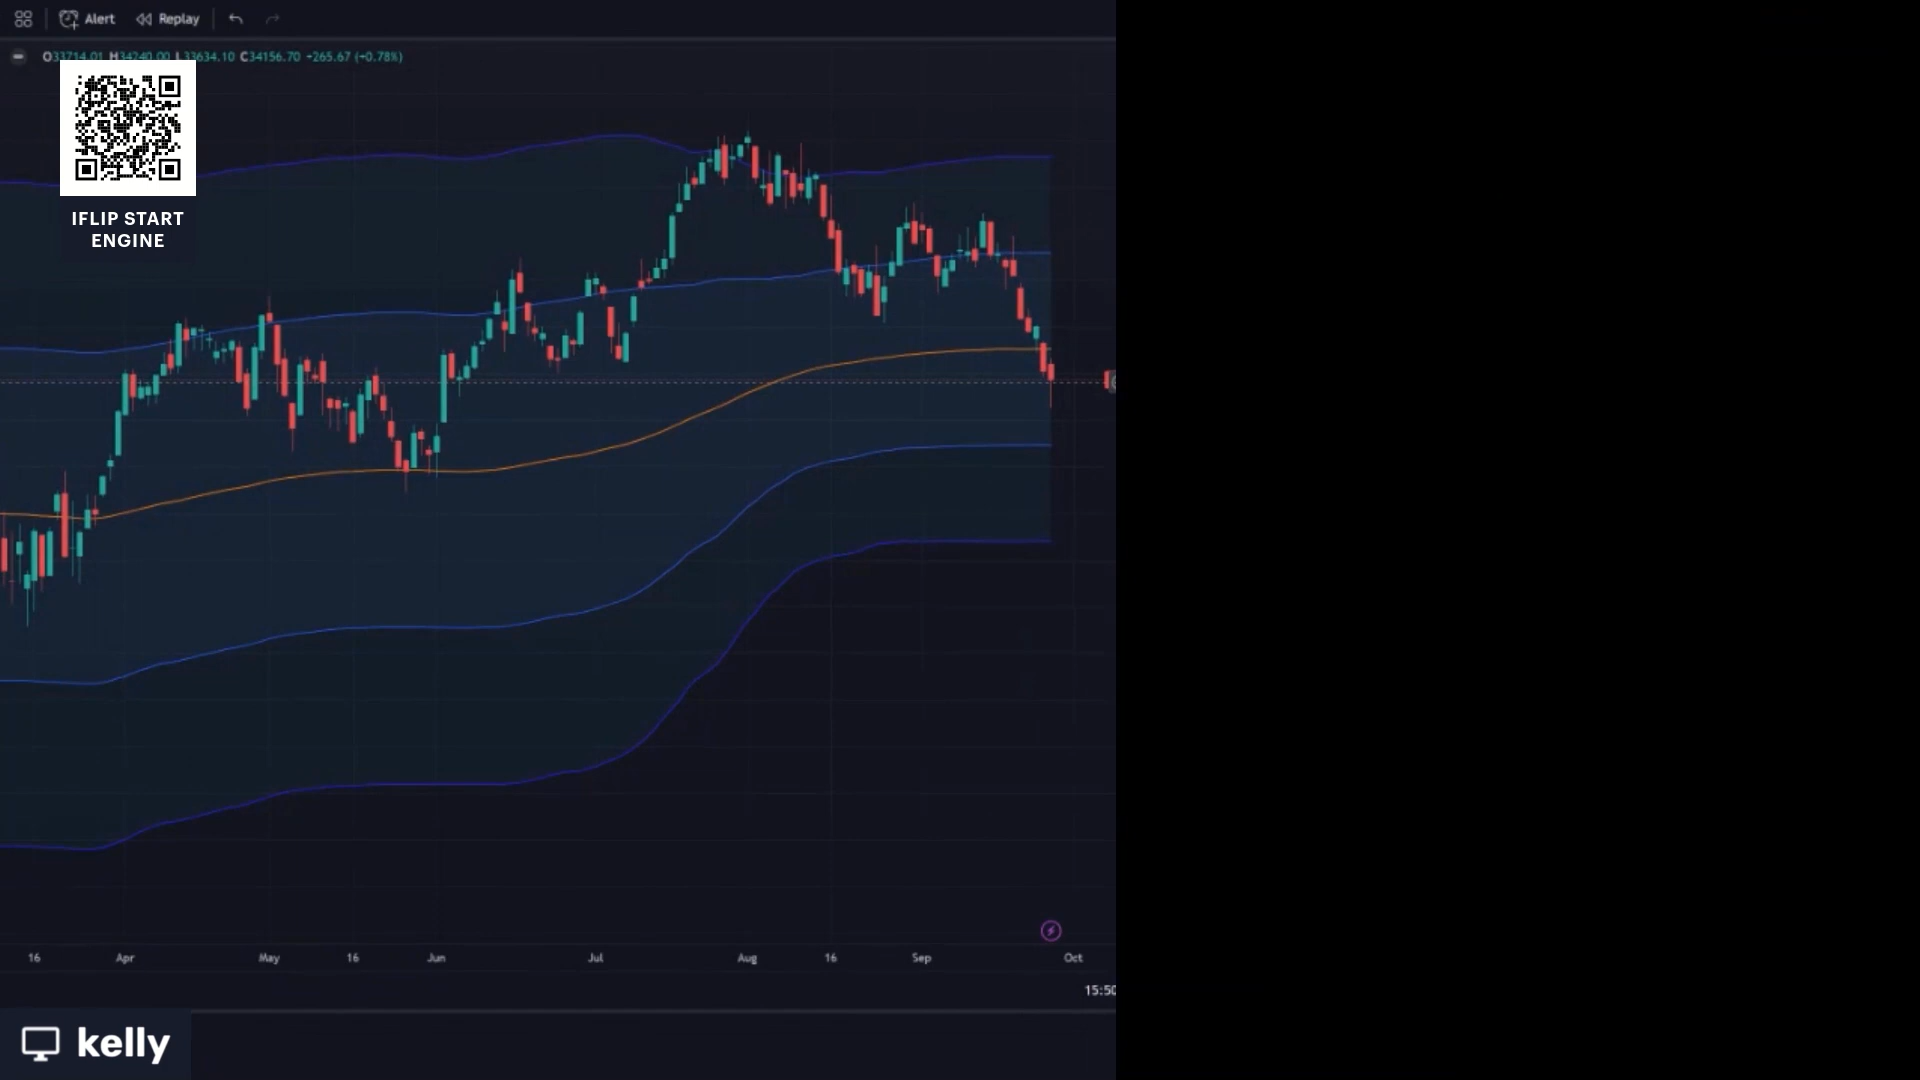 Alert Replay
O33714.01 H34240.00 L33634.10 C34156.70 +265.67 (+0.78%)
IFLIP START
ENGINE
16 Apr May 16 Jun Jul Aug 16 Sep Oct
15:50
kelly